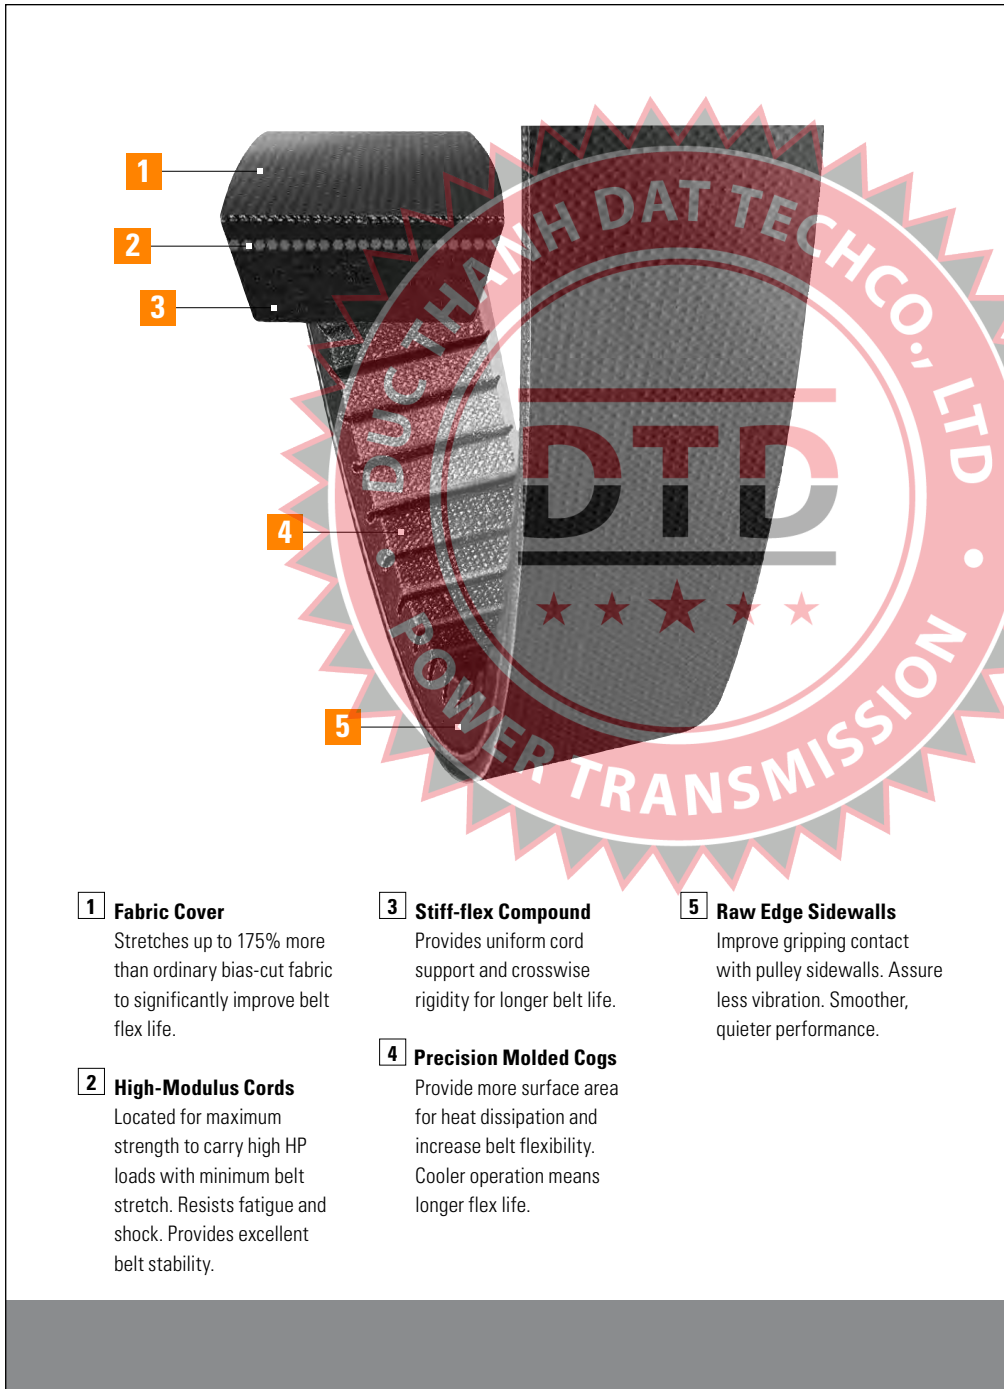 1
2
3
4
5
DUC THANH DAT TECHCO., LTD
DTD
• POWER TRANSMISSION •
1 Fabric Cover
Stretches up to 175% more
than ordinary bias-cut fabric
to significantly improve belt
flex life.
2 High-Modulus Cords
Located for maximum
strength to carry high HP
loads with minimum belt
stretch. Resists fatigue and
shock. Provides excellent
belt stability.
3 Stiff-flex Compound
Provides uniform cord
support and crosswise
rigidity for longer belt life.
4 Precision Molded Cogs
Provide more surface area
for heat dissipation and
increase belt flexibility.
Cooler operation means
longer flex life.
5 Raw Edge Sidewalls
Improve gripping contact
with pulley sidewalls. Assure
less vibration. Smoother,
quieter performance.